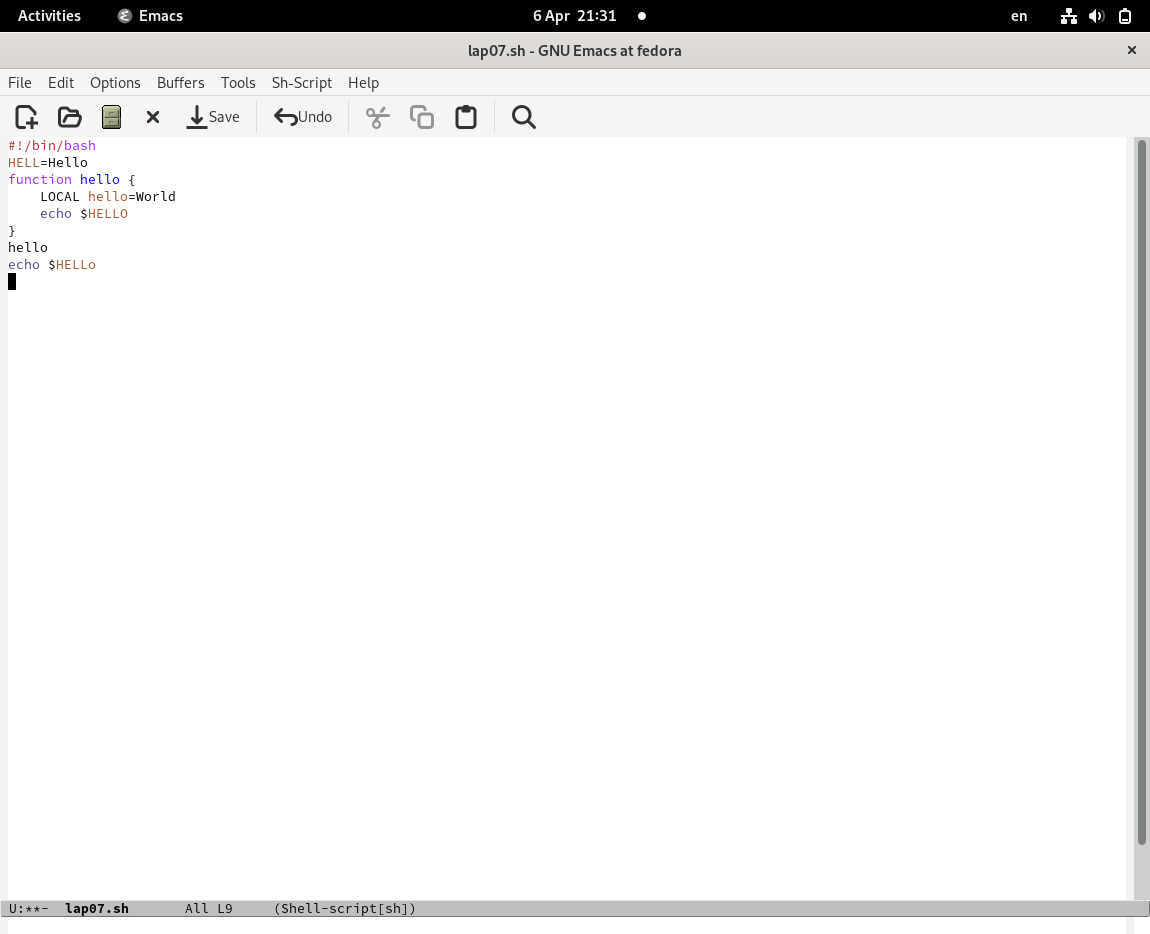 Activities Emacs 6 Apr 21:31 en
lap07.sh - GNU Emacs at fedora
File Edit Options Buffers Tools Sh-Script Help
Save Undo
#!/bin/bash
HELL=Hello
function hello {
    LOCAL hello=World
    echo $HELLO
}
hello
echo $HELLo
U:**- lap07.sh All L9 (Shell-script[sh])